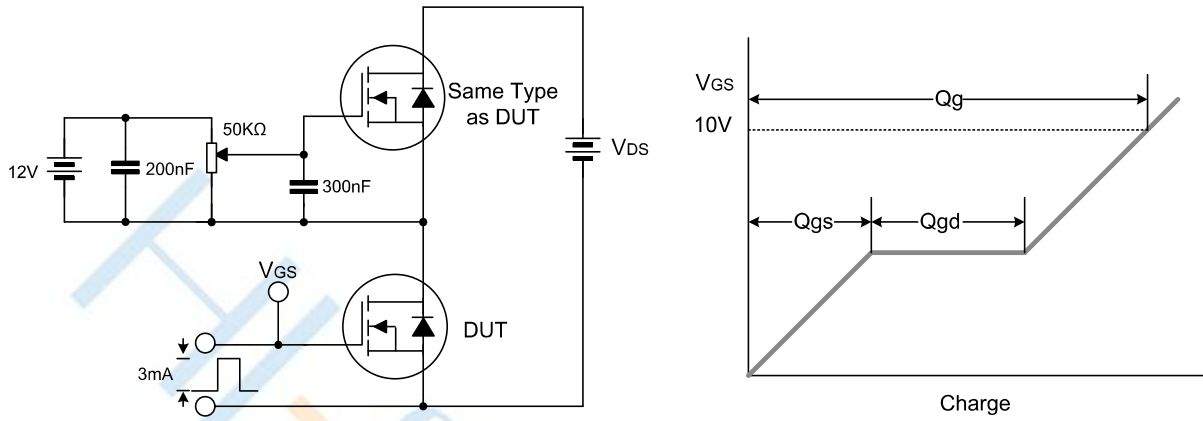 12V
200nF
50KΩ
300nF
Same Type
as DUT
VDS
VGS
DUT
3mA
VGS
10V
Qg
Qgs
Qgd
Charge